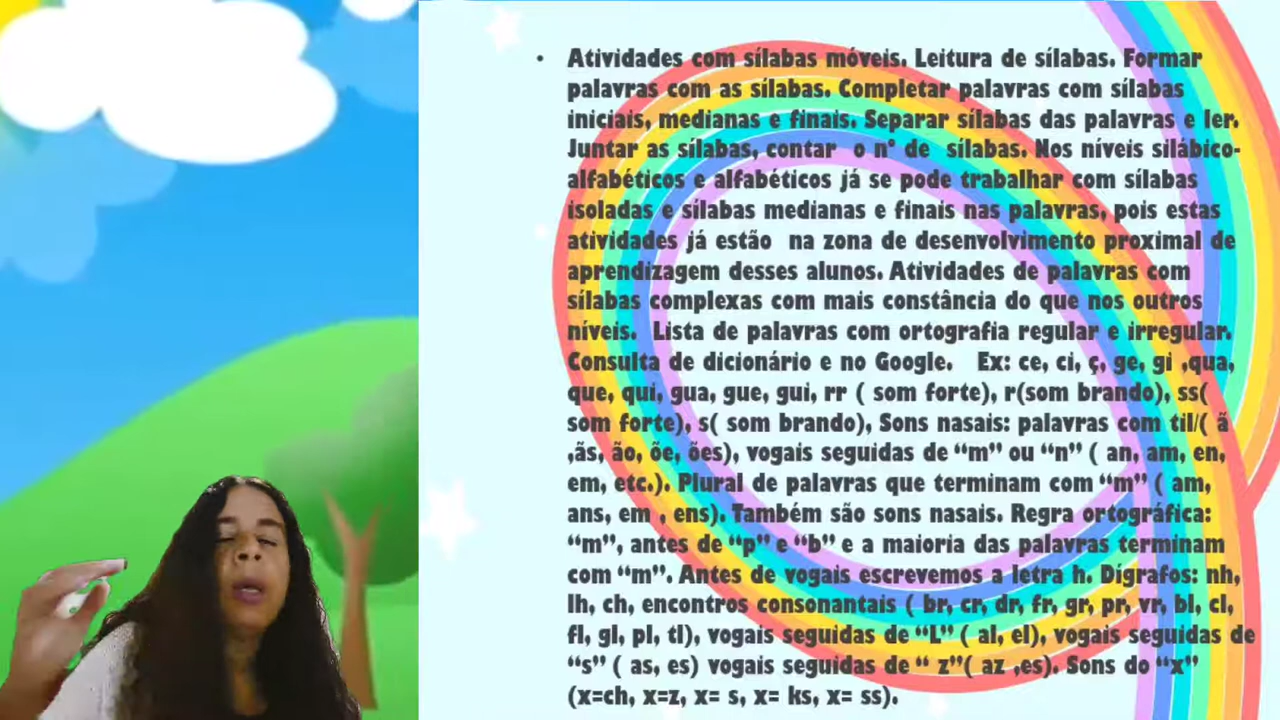 • Atividades com sílabas móveis. Leitura de sílabas. Formar
palavras com as sílabas. Completar palavras com sílabas
iniciais, medianas e finais. Separar sílabas das palavras e ler.
Juntar as sílabas, contar o nº de sílabas. Nos níveis silábico-
alfabéticos e alfabéticos já se pode trabalhar com sílabas
isoladas e sílabas medianas e finais nas palavras, pois estas
atividades já estão na zona de desenvolvimento proximal de
aprendizagem desses alunos. Atividades de palavras com
sílabas complexas com mais constância do que nos outros
níveis. Lista de palavras com ortografia regular e irregular.
Consulta de dicionário e no Google. Ex: ce, ci, ç, ge, gi ,qua,
que, qui, gua, gue, gui, rr ( som forte), r(som brando), ss(
som forte), s( som brando), Sons nasais: palavras com til/( ã
,ãs, ão, õe, ões), vogais seguidas de “m” ou “n” ( an, am, en,
em, etc.). Plural de palavras que terminam com “m” ( am,
ans, em , ens). Também são sons nasais. Regra ortográfica:
“m”, antes de “p” e “b” e a maioria das palavras terminam
com “m”. Antes de vogais escrevemos a letra h. Dígrafos: nh,
lh, ch, encontros consonantais ( br, cr, dr, fr, gr, pr, vr, bl, cl,
fl, gl, pl, tl), vogais seguidas de “L” ( al, el), vogais seguidas de
“s” ( as, es) vogais seguidas de “ z”( az ,es). Sons do “x”
(x=ch, x=z, x= s, x= ks, x= ss).